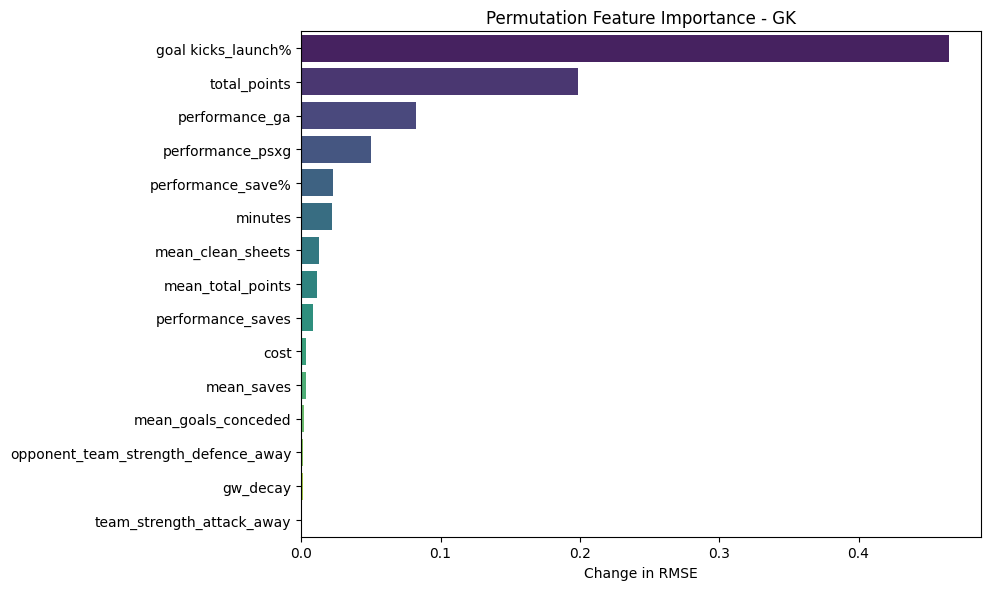 Permutation Feature Importance - GK
goal kicks_launch%
total_points
performance_ga
performance_psxg
performance_save%
minutes
mean_clean_sheets
mean_total_points
performance_saves
cost
mean_saves
mean_goals_conceded
opponent_team_strength_defence_away
gw_decay
team_strength_attack_away
0.0 0.1 0.2 0.3 0.4
Change in RMSE